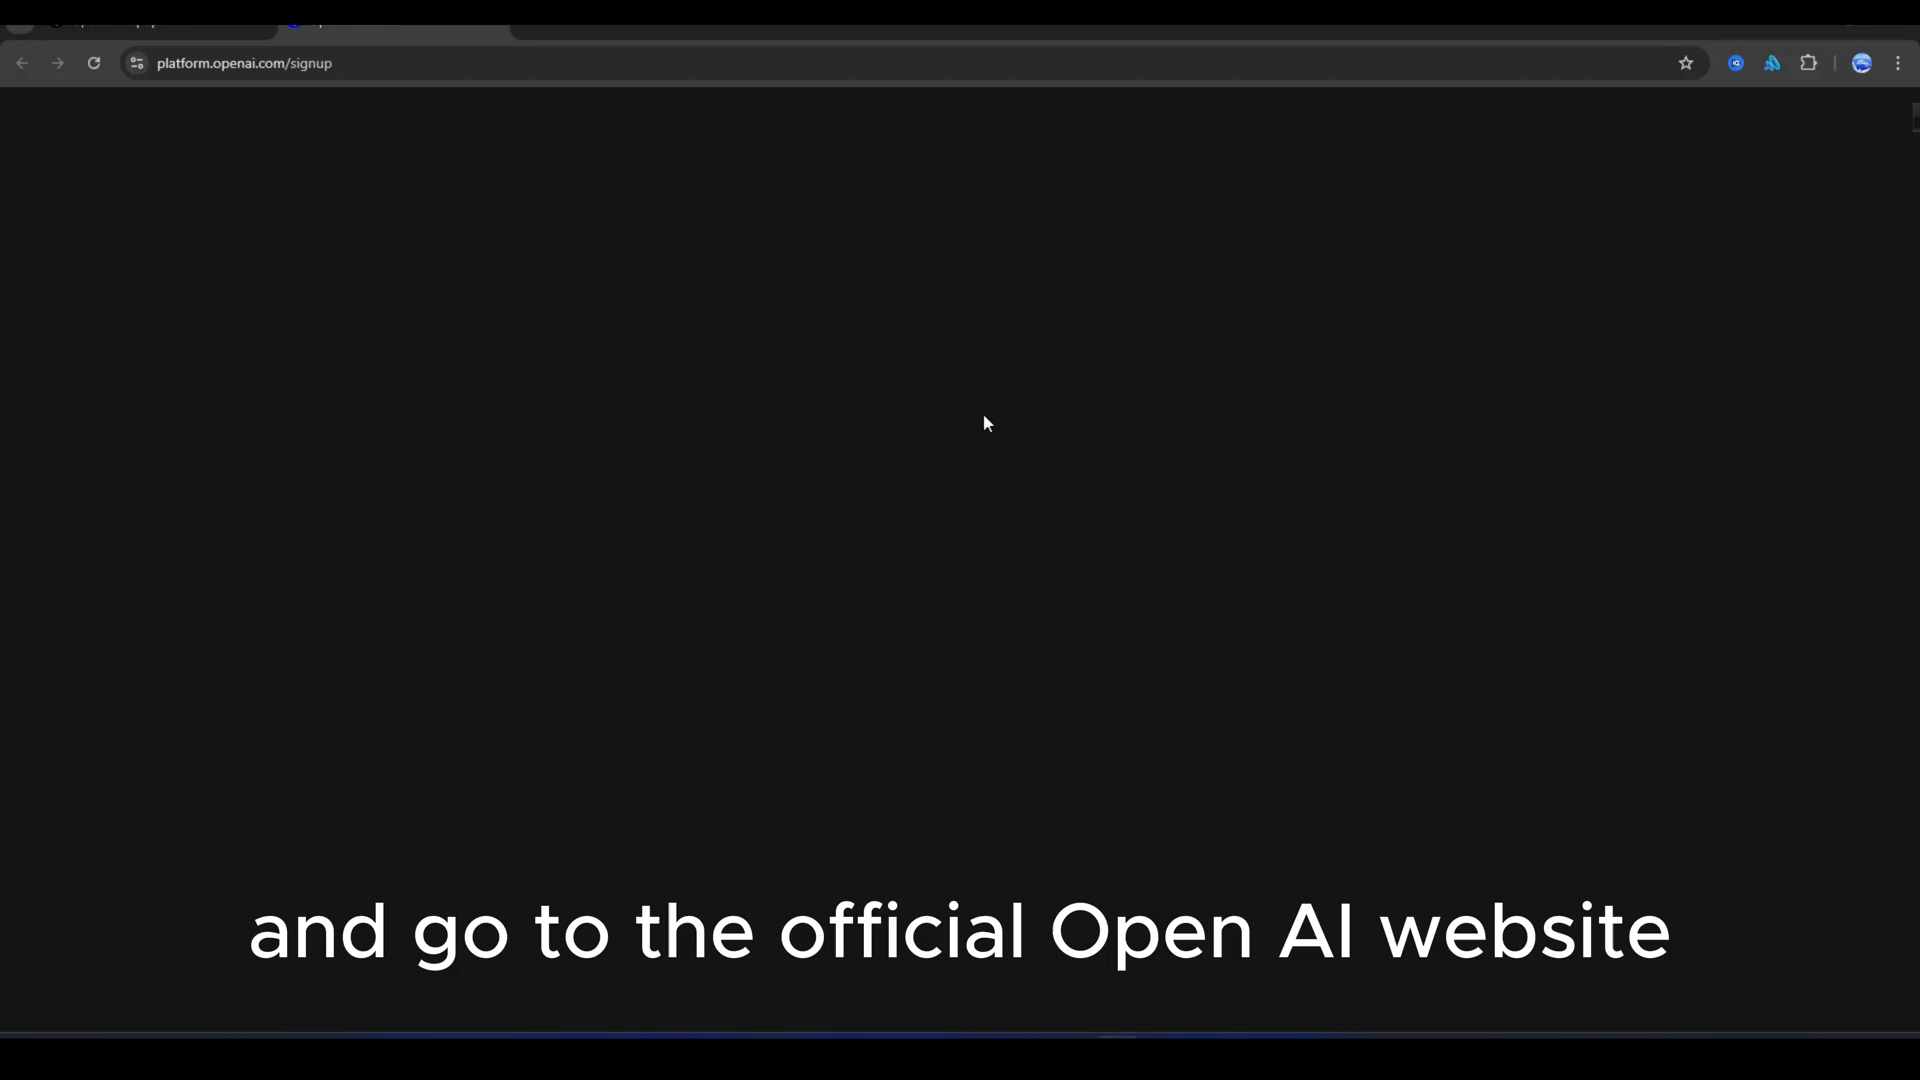 platform.openai.com/signup
and go to the official Open AI website